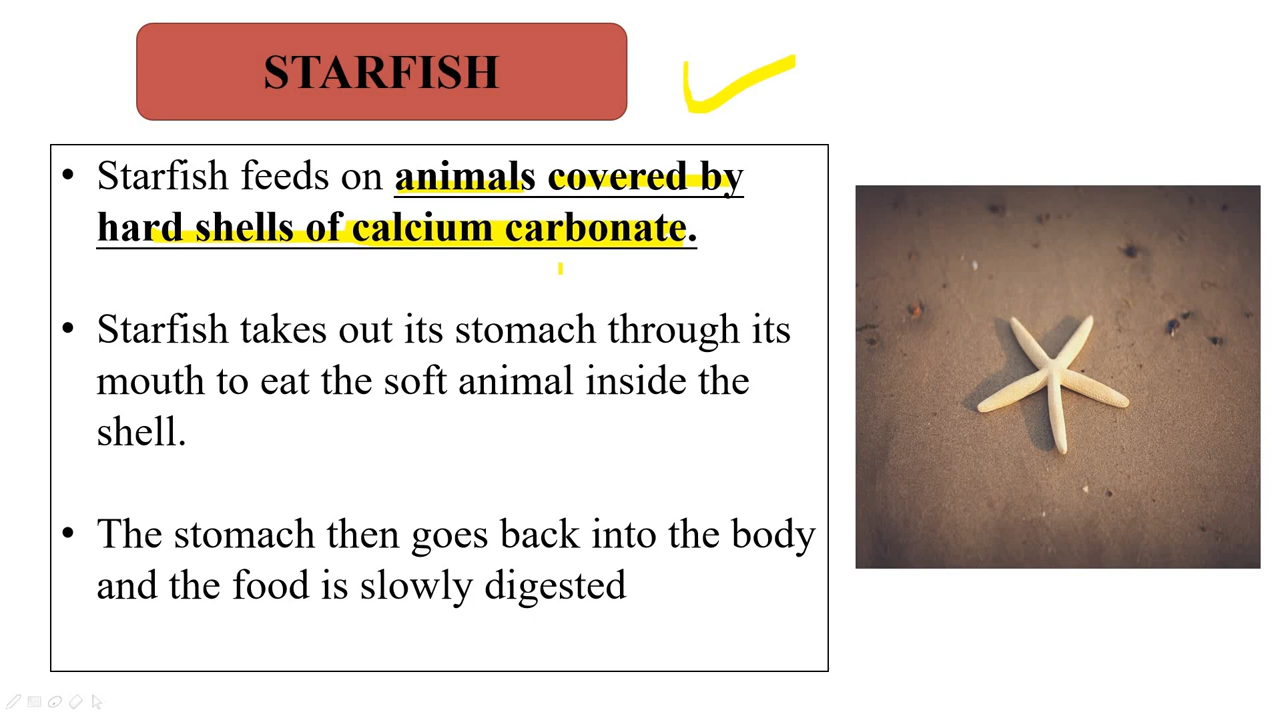 STARFISH
• Starfish feeds on animals covered by
hard shells of calcium carbonate.
• Starfish takes out its stomach through its
mouth to eat the soft animal inside the
shell.
• The stomach then goes back into the body
and the food is slowly digested